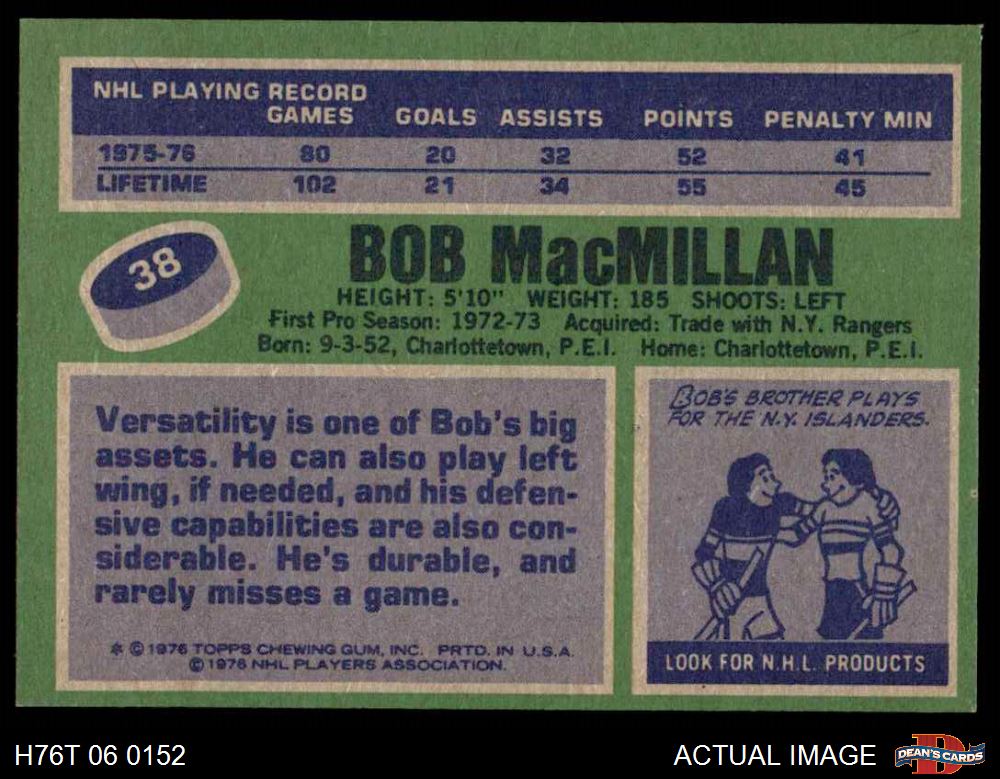 NHL PLAYING RECORD
GAMES GOALS ASSISTS POINTS PENALTY MIN
1975-76 80 20 32 52 41
LIFETIME 102 21 34 55 45
38
BOB MacMILLAN
HEIGHT: 5'10" WEIGHT: 185 SHOOTS: LEFT
First Pro Season: 1972-73 Acquired: Trade with N.Y. Rangers
Born: 9-3-52, Charlottetown, P.E.I. Home: Charlottetown, P.E.I.
Versatility is one of Bob's big
assets. He can also play left
wing, if needed, and his defen-
sive capabilities are also con-
siderable. He's durable, and
rarely misses a game.
* © 1976 TOPPS CHEWING GUM, INC. PRTD. IN U.S.A.
© 1976 NHL PLAYERS ASSOCIATION.
BOB'S BROTHER PLAYS
FOR THE N.Y. ISLANDERS.
LOOK FOR N.H.L. PRODUCTS
H76T 06 0152
ACTUAL IMAGE
D
DEAN'S CARDS